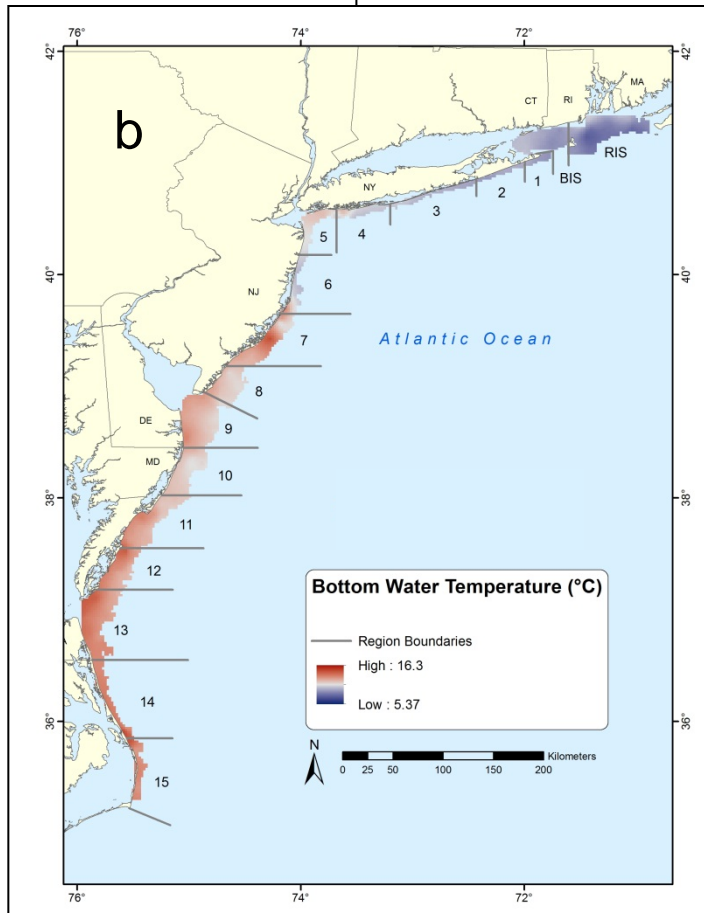 76° 74° 72°
42° 42°
b
MA
CT RI
RIS
BIS
NY
1
2
3
4
5
40° 40°
6
NJ
7
Atlantic Ocean
8
DE
9
MD
10
38° 38°
11
12
Bottom Water Temperature (°C)
13
Region Boundaries
High : 16.3
14
Low : 5.37
36° 36°
N
Kilometers
0 25 50 100 150 200
15
76° 74° 72°